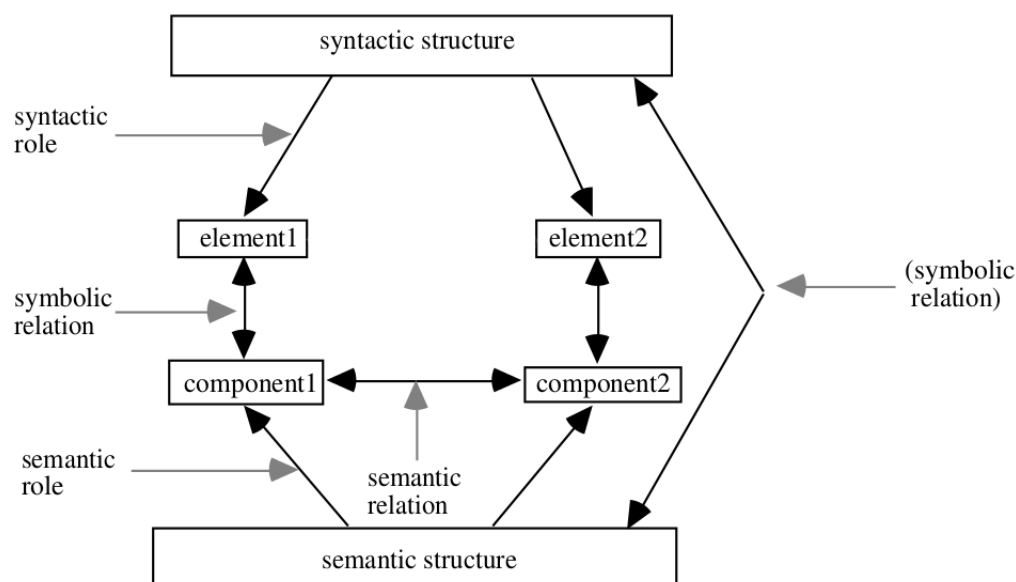 syntactic structure
syntactic
role
element1
element2
(symbolic
relation)
symbolic
relation
component1
component2
semantic
role
semantic
relation
semantic structure